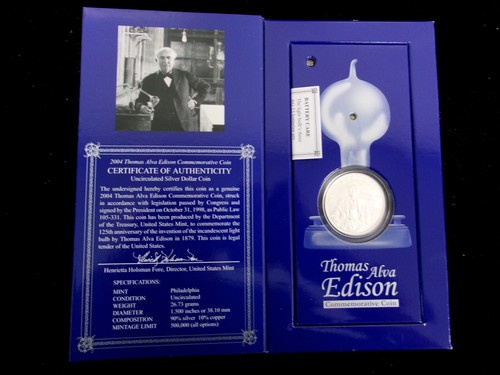 2004 Thomas Alva Edison Commemorative Coin
CERTIFICATE OF AUTHENTICITY
Uncirculated Silver Dollar Coin
The undersigned hereby certifies this coin as a genuine
2004 Thomas Alva Edison Commemorative Coin, struck
in accordance with legislation passed by Congress and
signed by the President on October 31, 1998, as Public Law
105-331. This coin has been produced by the Department
of the Treasury, United States Mint, to commemorate the
125th anniversary of the invention of the incandescent light
bulb by Thomas Alva Edison in 1879. This coin is legal
tender of the United States.
Henrietta Holsman Fore, Director, United States Mint
SPECIFICATIONS:
MINT Philadelphia
CONDITION Uncirculated
WEIGHT 26.73 grams
DIAMETER 1.500 inches or 38.10 mm
COMPOSITION 90% silver 10% copper
MINTAGE LIMIT 500,000 (all options)
BATTERY CARE
Thomas
Alva
Edison
Commemorative Coin